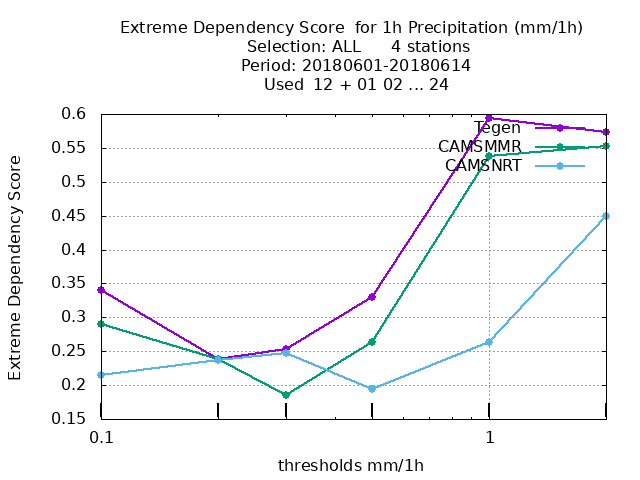 Extreme Dependency Score  for 1h Precipitation (mm/1h)
Selection: ALL      4 stations
Period: 20180601-20180614
Used  12 + 01 02 ... 24
0.6
Tegen
0.55
CAMSMMR
CAMSNRT
0.5
0.45
0.4
0.35
0.3
0.25
0.2
0.15
Extreme Dependency Score
0.1
1
thresholds mm/1h